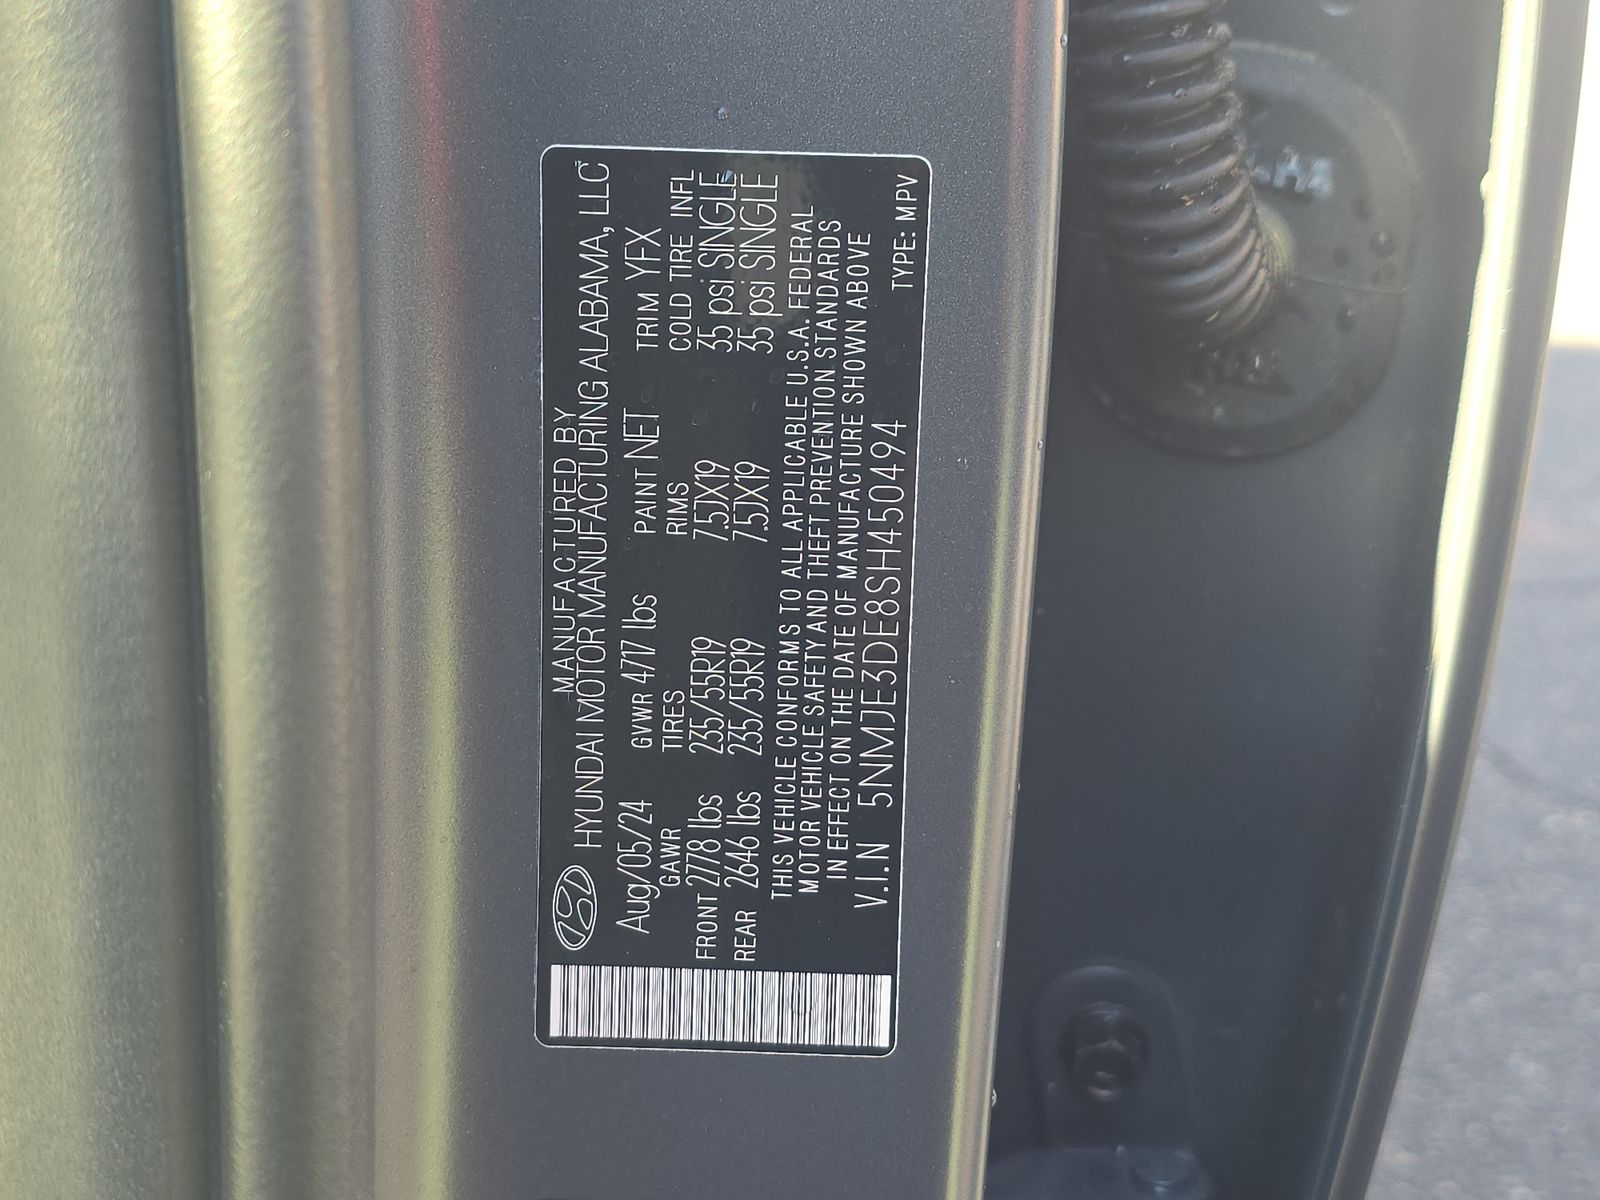 MANUFACTURED BY
HYUNDAI MOTOR MANUFACTURING ALABAMA, LLC
Aug/05/24 GVWR 4717 lbs PAINT NET TRIM YFX
GAWR TIRES RIMS COLD TIRE INFL
FRONT 2778 lbs 235/55R19 7.5JX19 35 psi SINGLE
REAR 2646 lbs 235/55R19 7.5JX19 35 psi SINGLE
THIS VEHICLE CONFORMS TO ALL APPLICABLE U.S.A. FEDERAL
MOTOR VEHICLE SAFETY AND THEFT PREVENTION STANDARDS
IN EFFECT ON THE DATE OF MANUFACTURE SHOWN ABOVE
V.I.N 5NMJE3DE8SH450494 TYPE: MPV